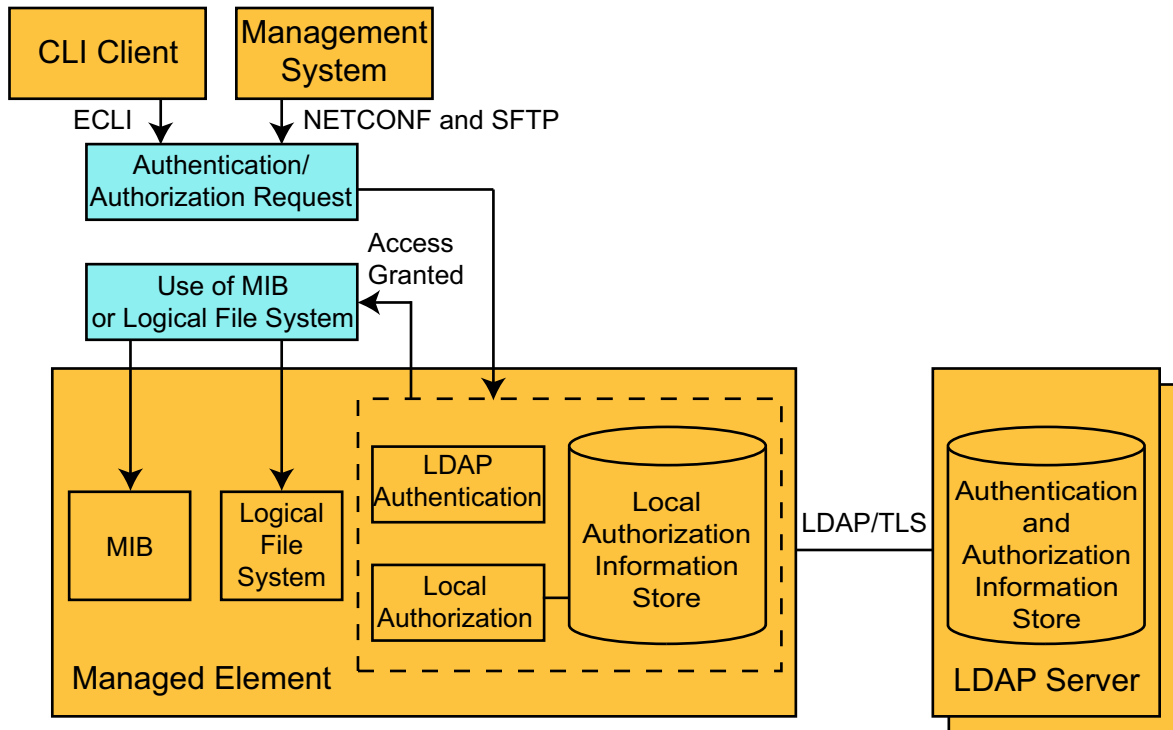 CLI Client
Management
System
ECLI
NETCONF and SFTP
Authentication/
Authorization Request
Access
Granted
Use of MIB
or Logical File System
MIB
Logical
File
System
LDAP
Authentication
Local
Authorization
Local
Authorization
Information
Store
Managed Element
LDAP/TLS
Authentication
and
Authorization
Information
Store
LDAP Server